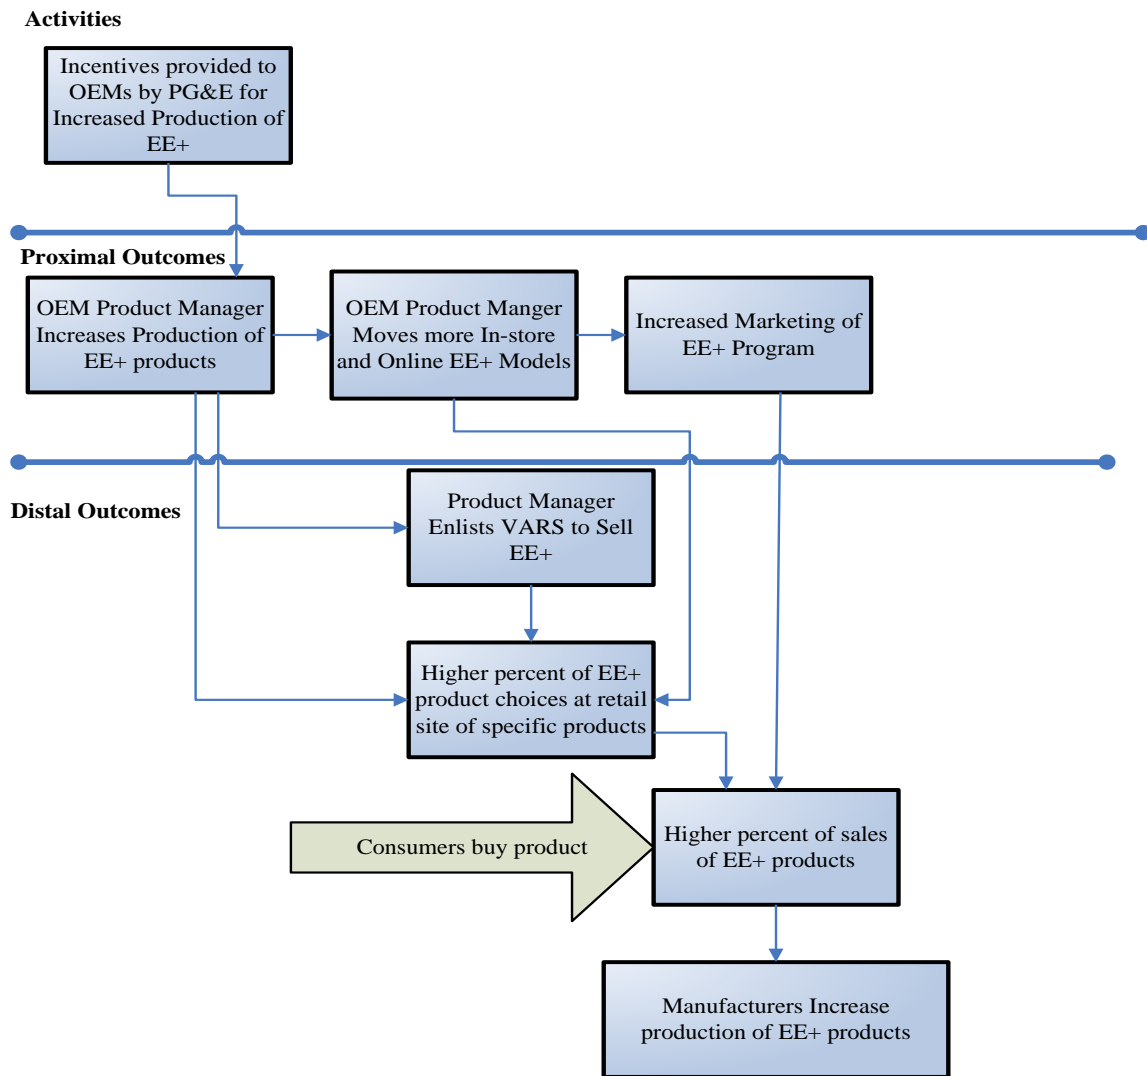 Activities
Incentives provided to
OEMs by PG&E for
Increased Production of
EE+
Proximal Outcomes
OEM Product Manager
Increases Production of
EE+ products
OEM Product Manger
Moves more In-store
and Online EE+ Models
Increased Marketing of
EE+ Program
Distal Outcomes
Product Manager
Enlists VARS to Sell
EE+
Higher percent of EE+
product choices at retail
site of specific products
Consumers buy product
Higher percent of sales
of EE+ products
Manufacturers Increase
production of EE+ products